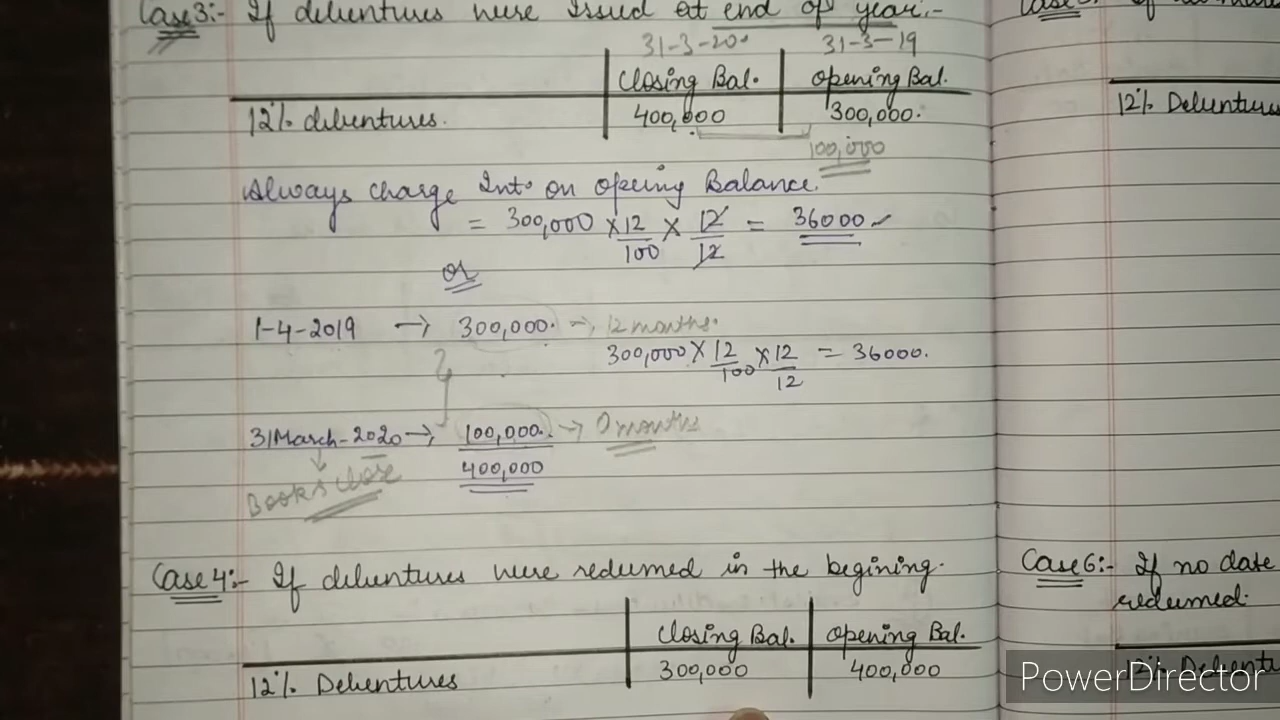 Case 3:- If debentures were Issued at end of year:-
31-3-20 31-3-19
Closing Bal. Opening Bal.
12% debentures. 400,000 300,000.
100,000
Always charge Int. on Opening Balance.
= 300,000 × 12/100 × 12/12 = 36000
or
1-4-2019 → 300,000. → 12 months.
300,000 × 12/100 × 12/12 = 36000.
31 March-2020 → 100,000. → 0 months
400,000
Books close
Case 4:- If debentures were redeemed in the begining.
Closing Bal. Opening Bal.
12% Debentures 300,000 400,000
12% Debentures
Case 6:- If no date
redeemed.
12% Debentu
PowerDirector